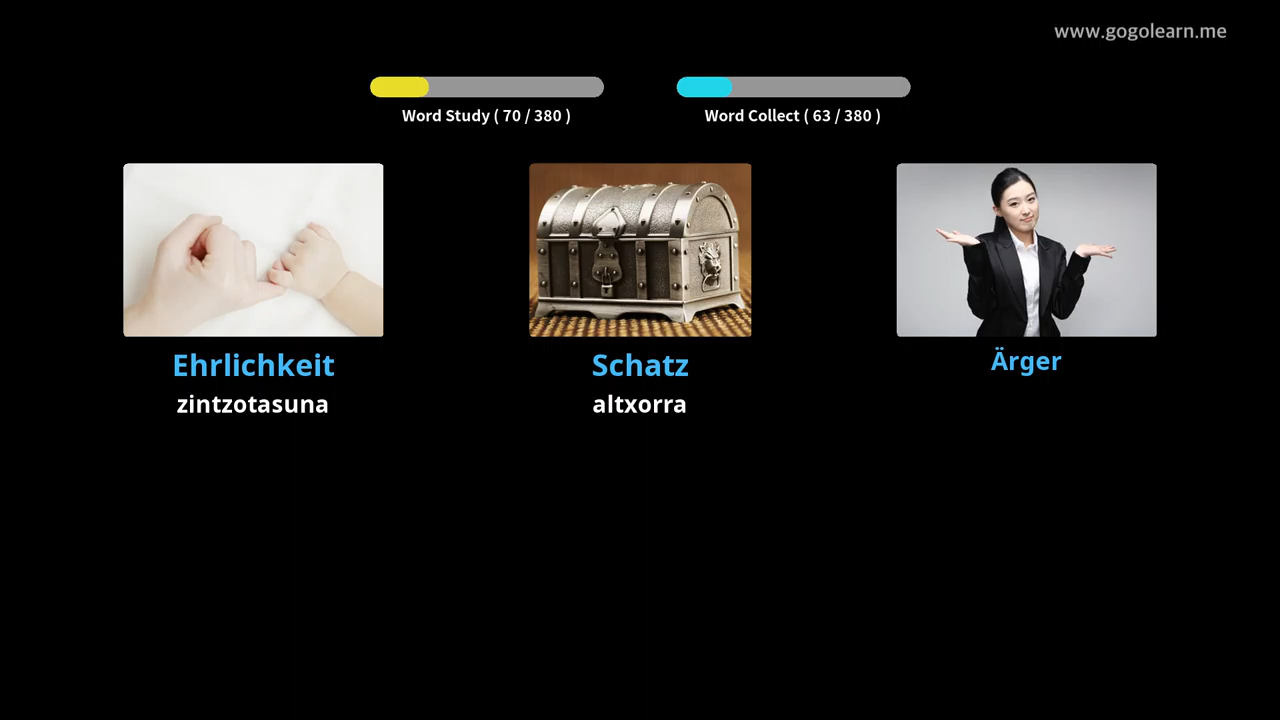 www.gogolearn.me
Word Study ( 70 / 380 )
Word Collect ( 63 / 380 )
Ehrlichkeit
zintzotasuna
Schatz
altxorra
Ärger